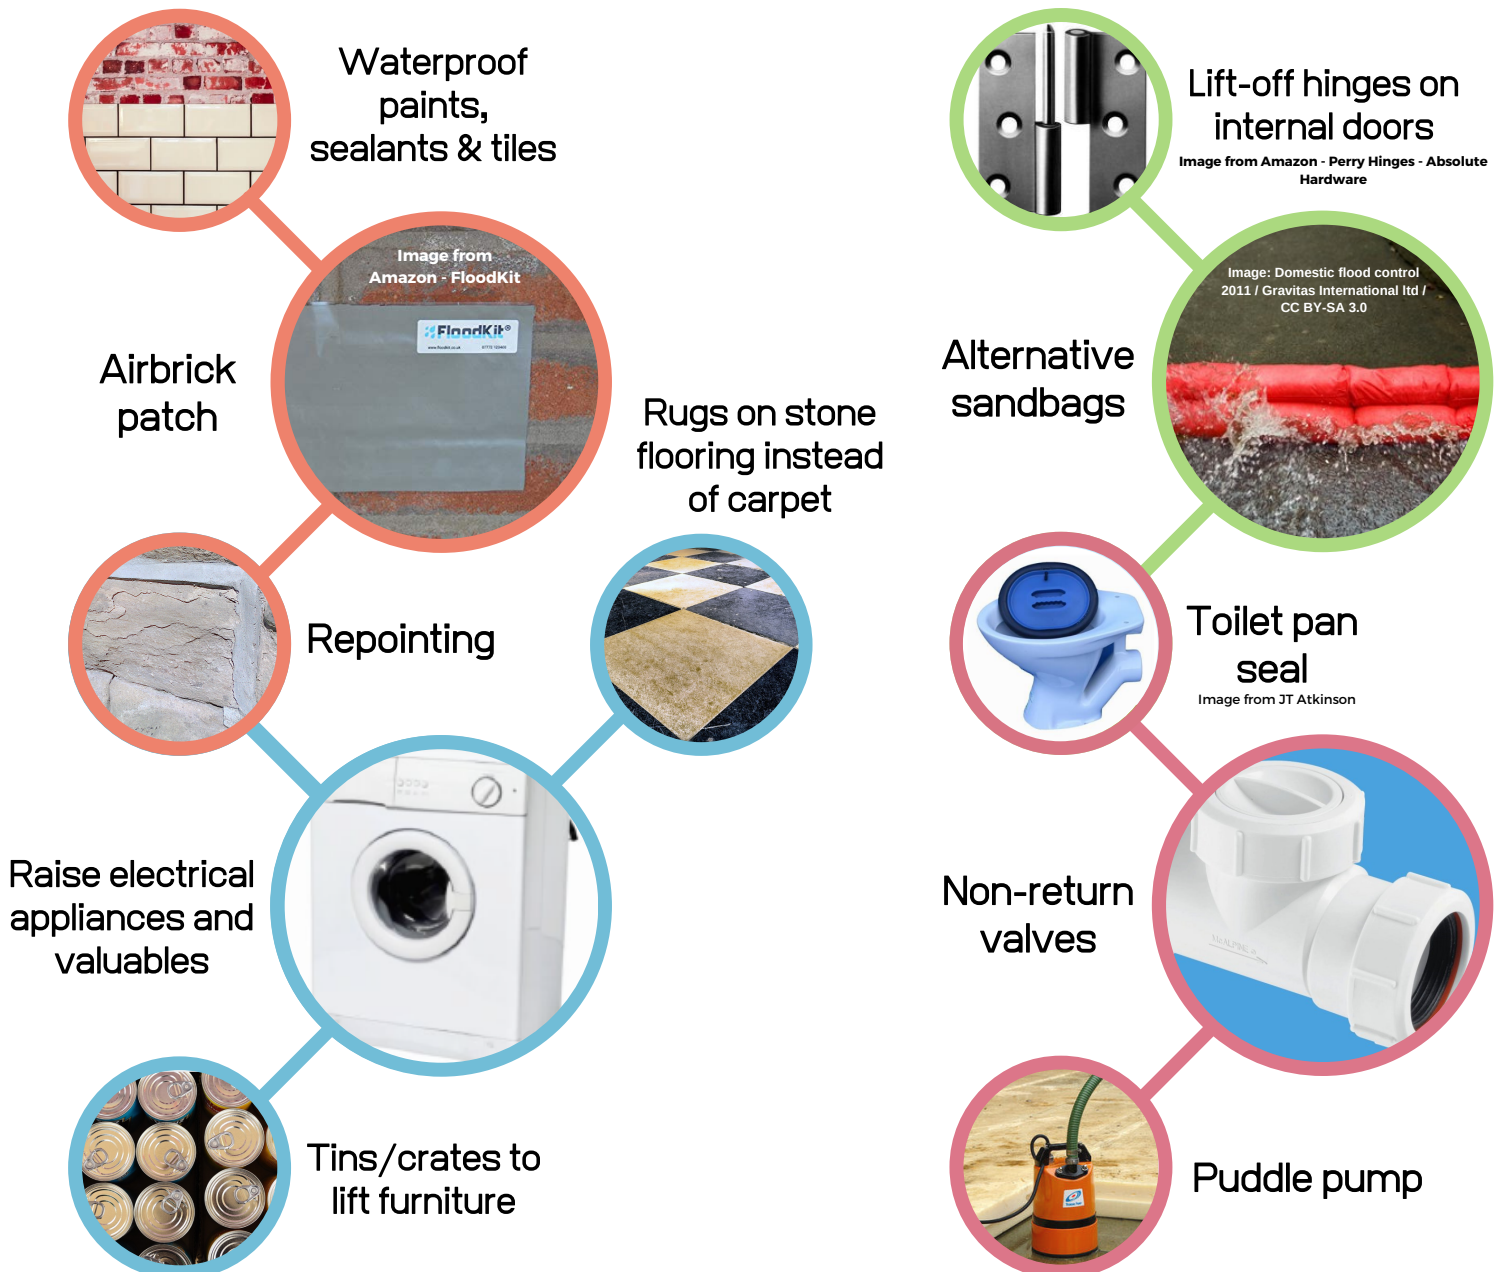 Waterproof
paints,
sealants & tiles
Image from
Amazon - FloodKit
FloodKit®
Airbrick
patch
Repointing
Rugs on stone
flooring instead
of carpet
Raise electrical
appliances and
valuables
Tins/crates to
lift furniture
Lift-off hinges on
internal doors
Image from Amazon - Perry Hinges - Absolute
Hardware
Image: Domestic flood control
2011 / Gravitas International ltd /
CC BY-SA 3.0
Alternative
sandbags
Toilet pan
seal
Image from JT Atkinson
Non-return
valves
McALPINE
Puddle pump